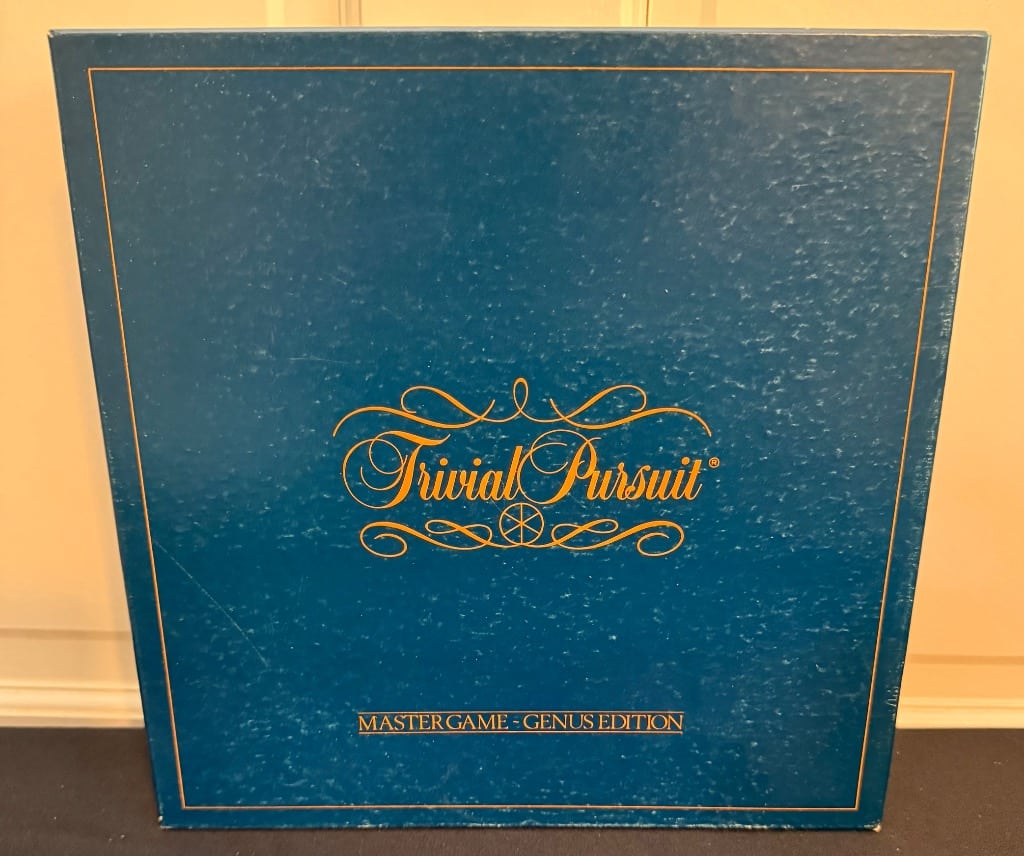 Trivial Pursuit®
MASTER GAME - GENUS EDITION